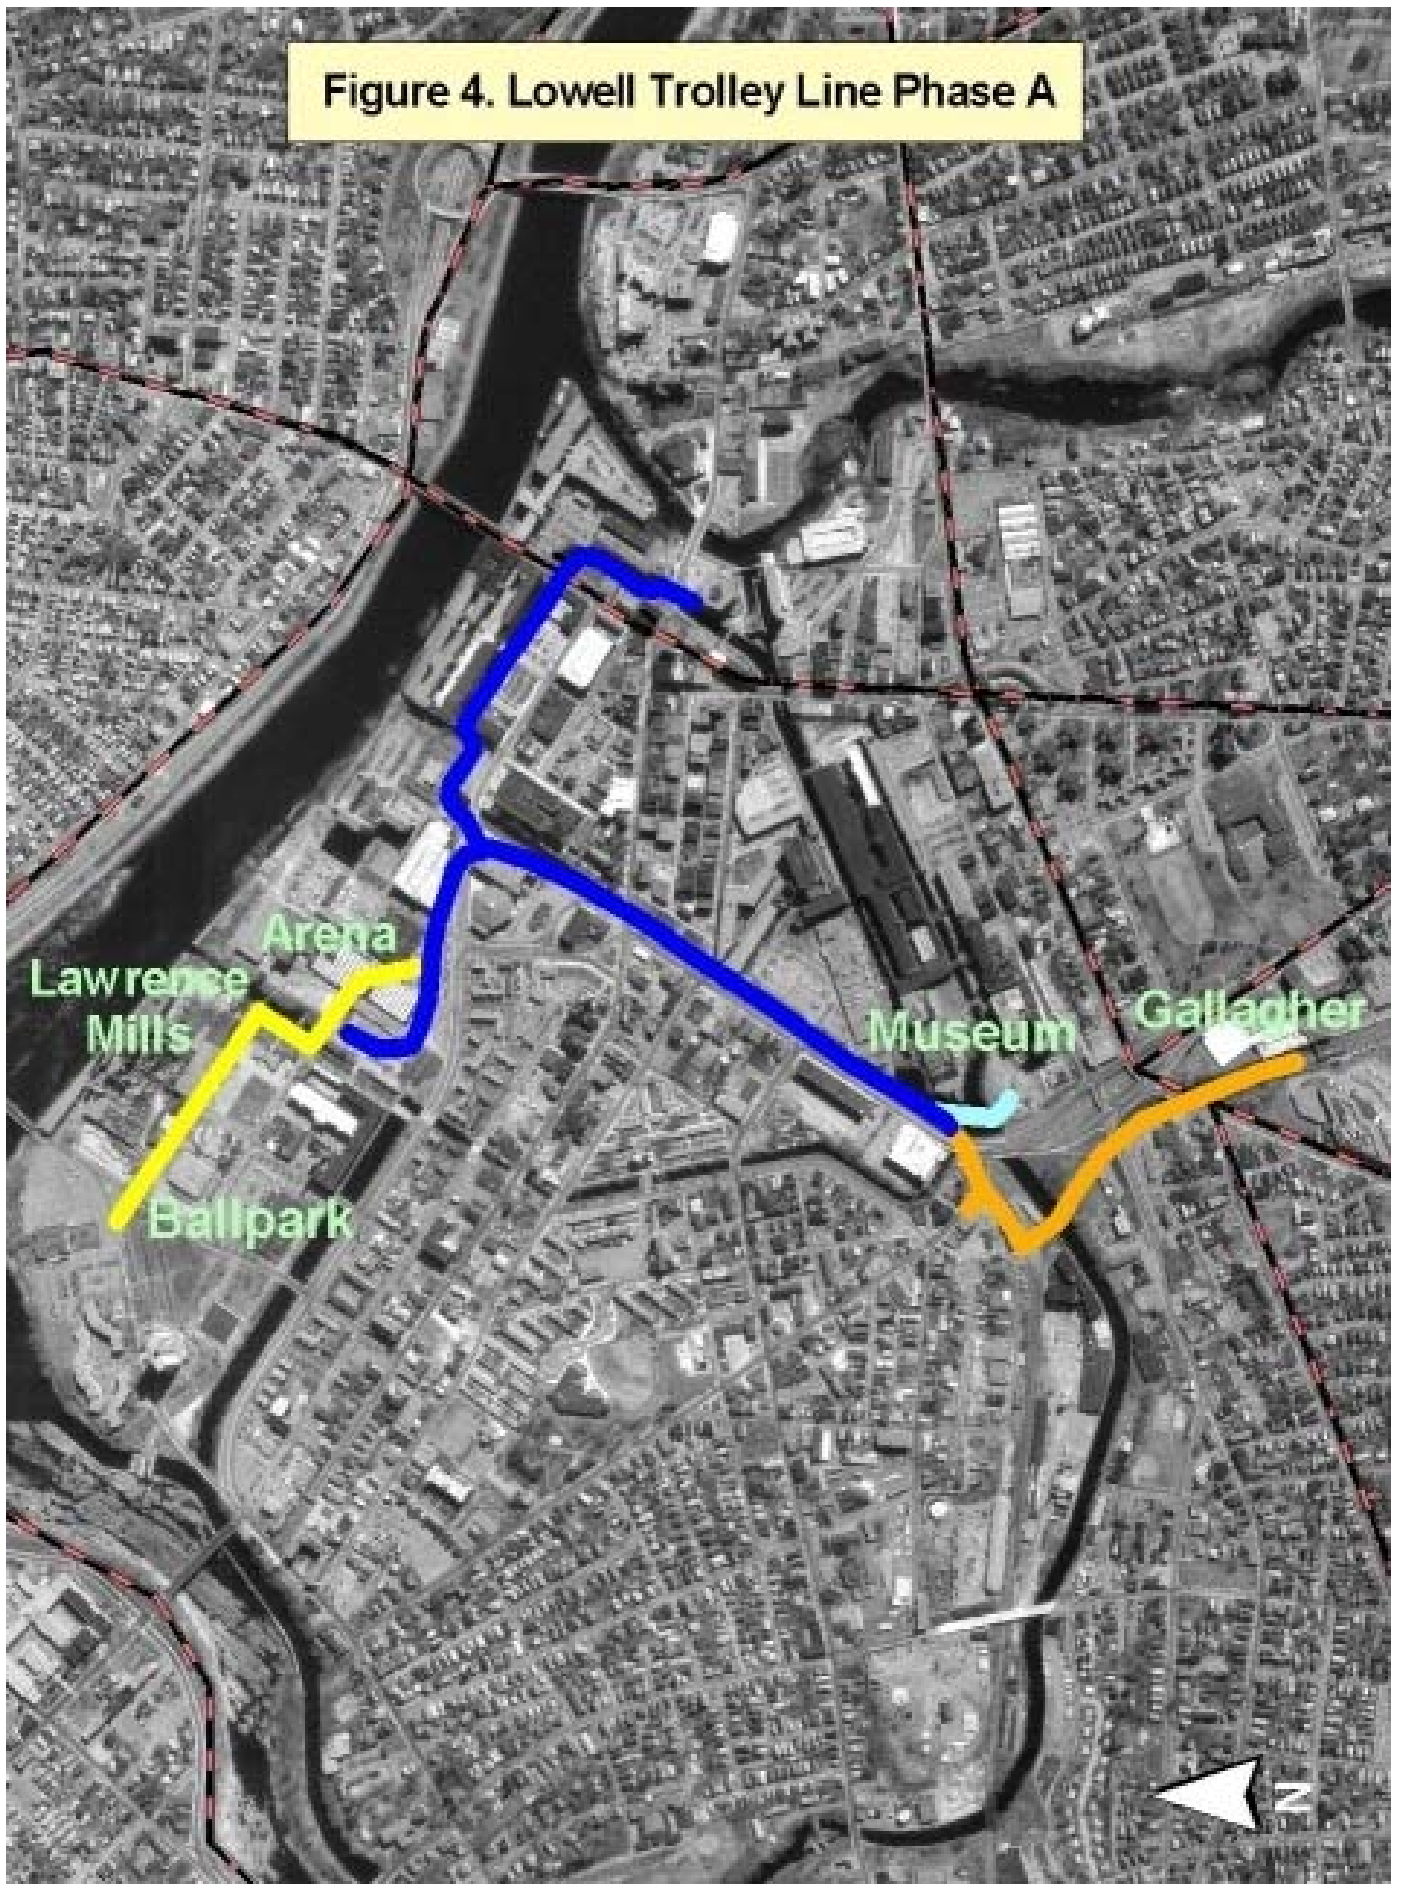 Figure 4. Lowell Trolley Line Phase A
Arena
Lawrence
Mills
Museum
Gallagher
Ballpark
N